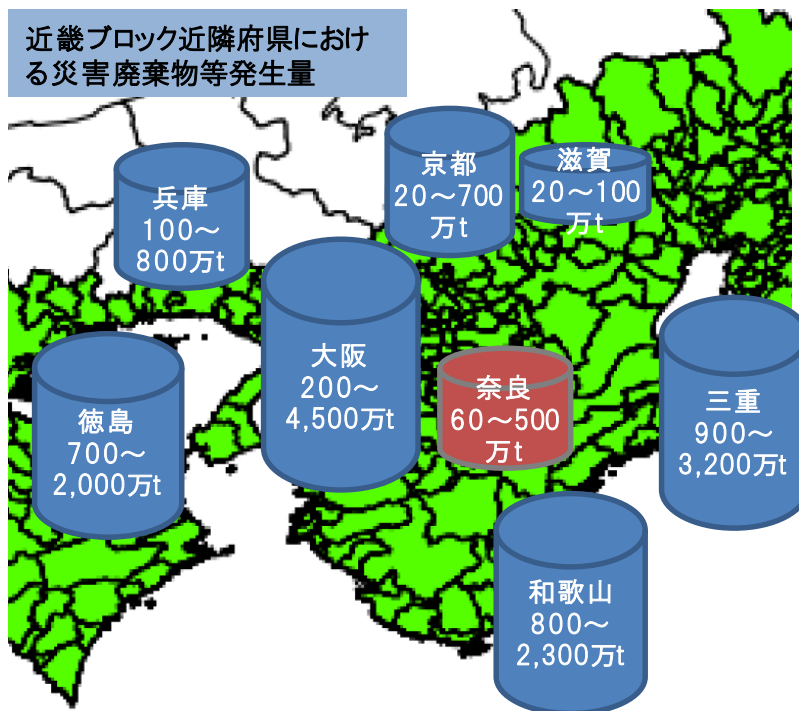 近畿ブロック近隣府県におけ
る災害廃棄物等発生量
京都
20～700
万t
滋賀
20～100
万t
兵庫
100～
800万t
大阪
200～
4,500万t
奈良
60～500
万t
三重
900～
3,200万t
徳島
700～
2,000万t
和歌山
800～
2,300万t